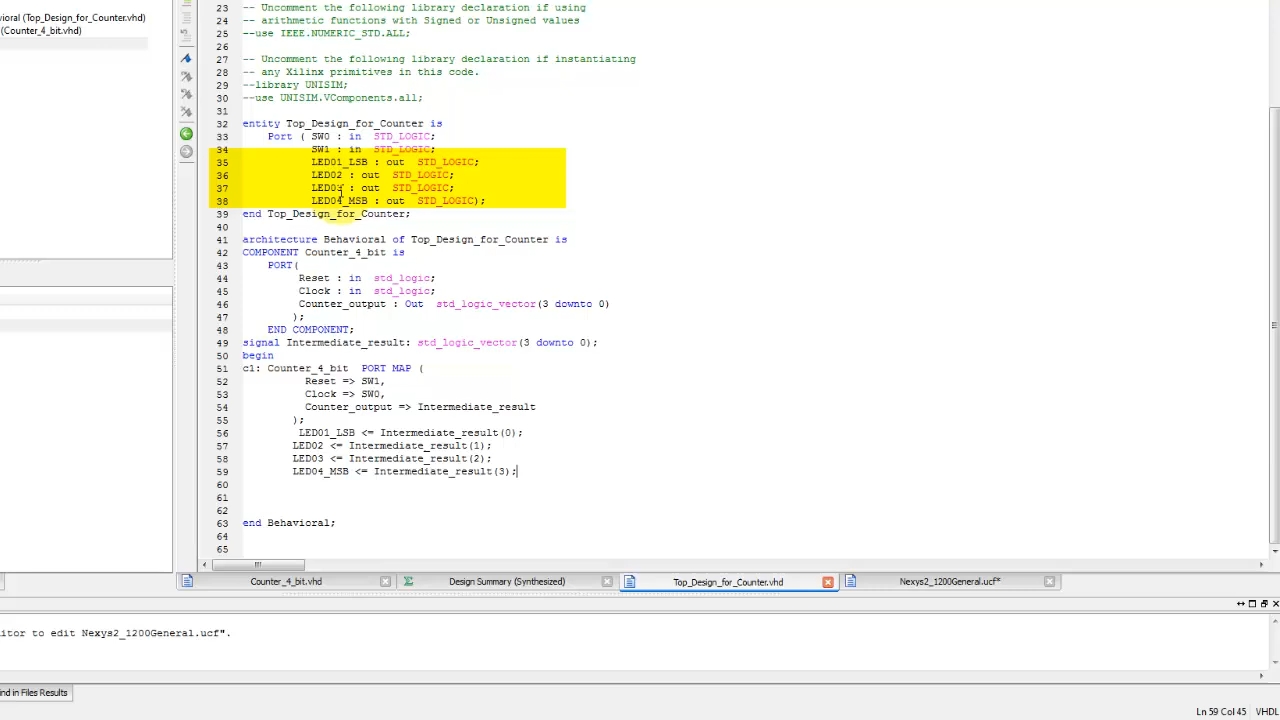 havioral (Top_Design_for_Counter.vhd)
(Counter_4_bit.vhd)
23 -- Uncomment the following library declaration if using
24 -- arithmetic functions with Signed or Unsigned values
25 --use IEEE.NUMERIC_STD.ALL;
26
27 -- Uncomment the following library declaration if instantiating
28 -- any Xilinx primitives in this code.
29 --library UNISIM;
30 --use UNISIM.VComponents.all;
31
32 entity Top_Design_for_Counter is
33 Port ( SW0 : in STD_LOGIC;
34 SW1 : in STD_LOGIC;
35 LED01_LSB : out STD_LOGIC;
36 LED02 : out STD_LOGIC;
37 LED03 : out STD_LOGIC;
38 LED04_MSB : out STD_LOGIC);
39 end Top_Design_for_Counter;
40
41 architecture Behavioral of Top_Design_for_Counter is
42 COMPONENT Counter_4_bit is
43 PORT(
44 Reset : in std_logic;
45 Clock : in std_logic;
46 Counter_output : Out std_logic_vector(3 downto 0)
47 );
48 END COMPONENT;
49 signal Intermediate_result: std_logic_vector(3 downto 0);
50 begin
51 c1: Counter_4_bit PORT MAP (
52 Reset => SW1,
53 Clock => SW0,
54 Counter_output => Intermediate_result
55 );
56 LED01_LSB <= Intermediate_result(0);
57 LED02 <= Intermediate_result(1);
58 LED03 <= Intermediate_result(2);
59 LED04_MSB <= Intermediate_result(3);
60
61
62
63 end Behavioral;
64
65
Counter_4_bit.vhd Design Summary (Synthesized) Top_Design_for_Counter.vhd Nexys2_1200General.ucf*
itor to edit Nexys2_1200General.ucf".
ind in Files Results
Ln 59 Col 45 VHDL